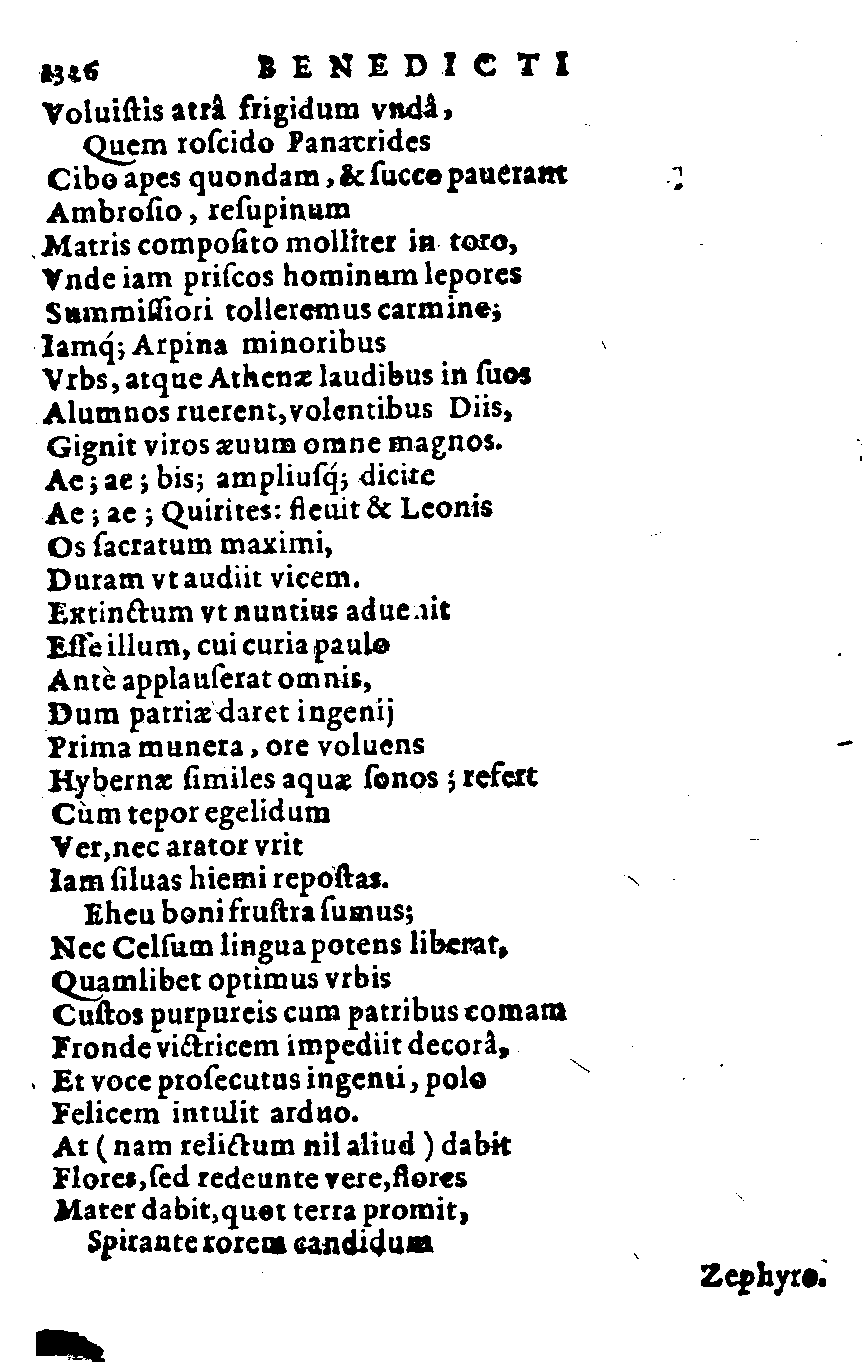 1326 BENEDICTI
Voluiſtis atrâ frigidum vndâ,
Quem roſcido Panacrides
Cibo apes quondam, & ſucco pauerant
Ambroſio, reſupinum
Matris compoſito molliter in toro,
Vnde iam priſcos hominum lepores
Summiſſiori tolleremus carmine;
Iamq́; Arpina minoribus
Vrbs, atque Athenæ laudibus in ſuos
Alumnos ruerent, volentibus Diis,
Gignit viros æuum omne magnos.
Ae; ae; bis; ampliuſq́; dicite
Ae; ae; Quirites: fleuit & Leonis
Os ſacratum maximi,
Duram vt audiit vicem.
Extinctum vt nuntius aduenit
Eſſe illum, cui curia paulo
Antè applauſerat omnis,
Dum patriæ daret ingenij
Prima munera, ore voluens
Hybernæ ſimiles aquæ ſonos; refert
Cùm tepor egelidum
Ver, nec arator vrit
Iam ſiluas hiemi repoſtas.
Eheu boni fruſtra ſumus;
Nec Celſum lingua potens liberat,
Quamlibet optimus vrbis
Cuſtos purpureis cum patribus comam
Fronde victricem impediit decorâ,
Et voce proſecutus ingenti, polo
Felicem intulit arduo.
At (nam relictum nil aliud) dabit
Flores, ſed redeunte vere, flores
Mater dabit, quot terra promit,
Spirante rorem candidum
Zephyro.